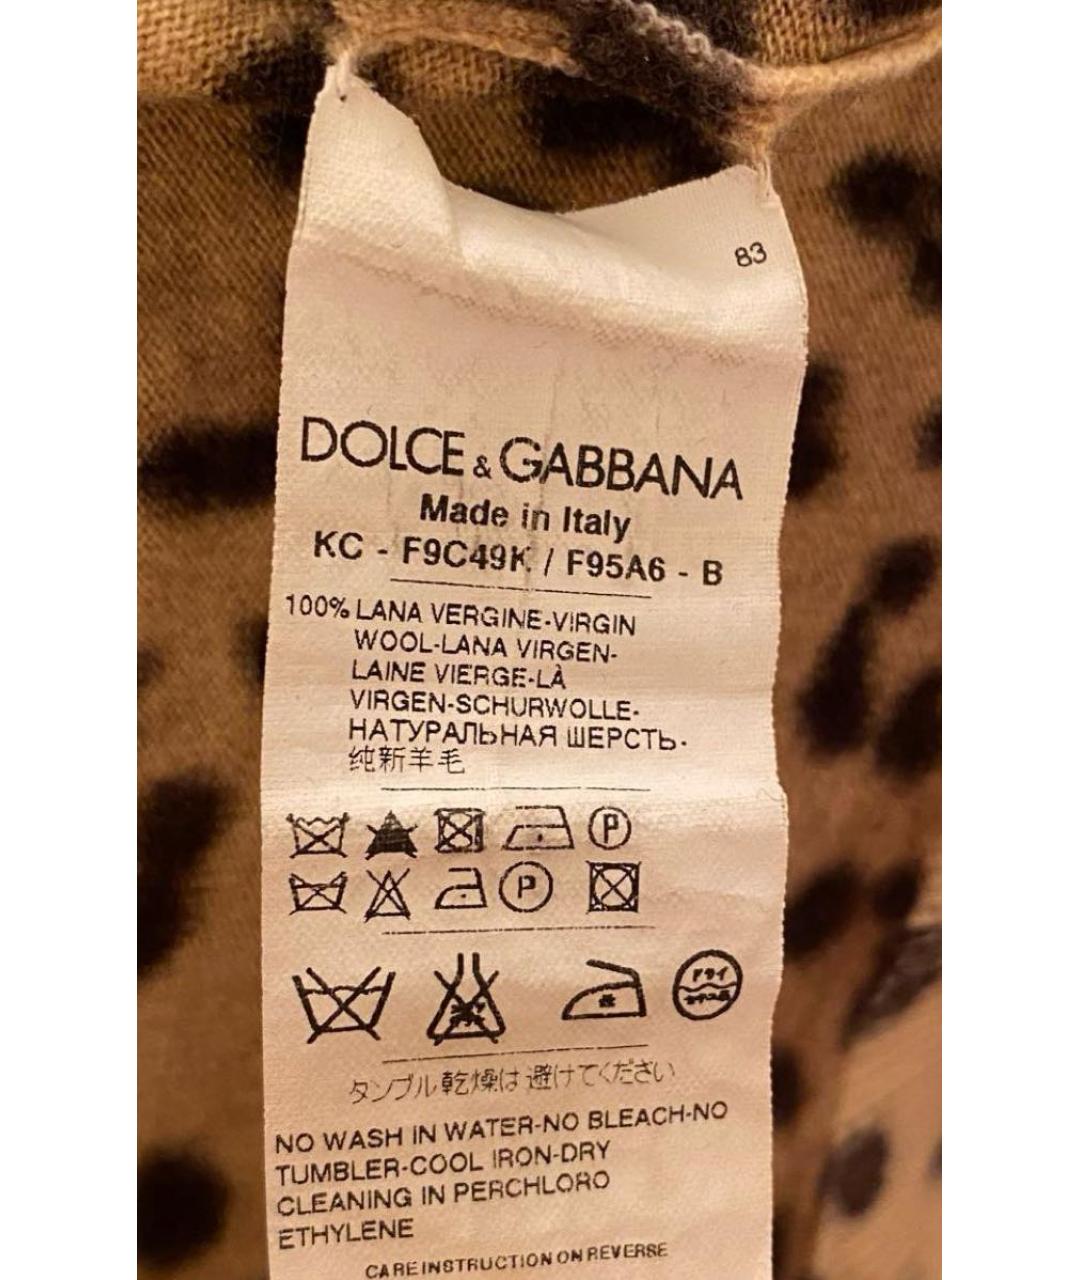 83
DOLCE & GABBANA
Made in Italy
KC - F9C49K / F95A6 - B
100% LANA VERGINE-VIRGIN
WOOL-LANA VIRGEN-
LAINE VIERGE-LÀ
VIRGEN-SCHURWOLLE-
НАТУРАЛЬНАЯ ШЕРСТЬ-
纯新羊毛
P
P
ドライ
タンブル乾燥は避けてください
NO WASH IN WATER-NO BLEACH-NO
TUMBLER-COOL IRON-DRY
CLEANING IN PERCHLORO
ETHYLENE
CARE INSTRUCTION ON REVERSE